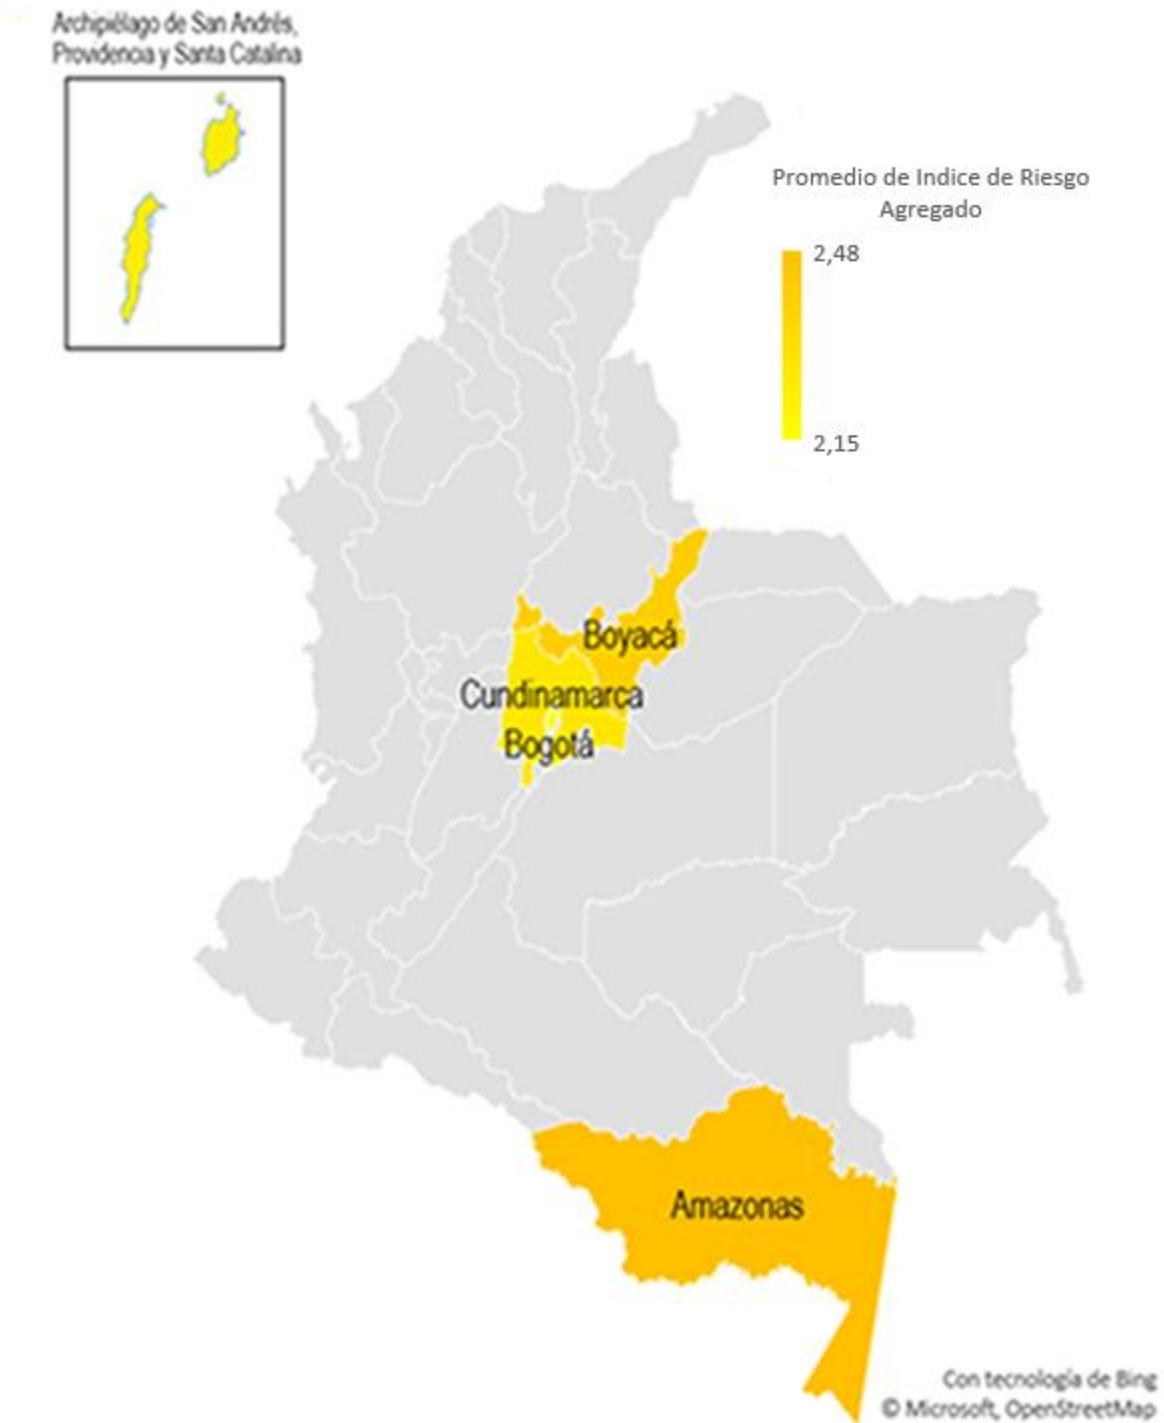 Archipiélago de San Andrés,
Providencia y Santa Catalina
Promedio de Indice de Riesgo
Agregado
2,48
2,15
Boyacá
Cundinamarca
Bogotá
Amazonas
Con tecnología de Bing
© Microsoft, OpenStreetMap